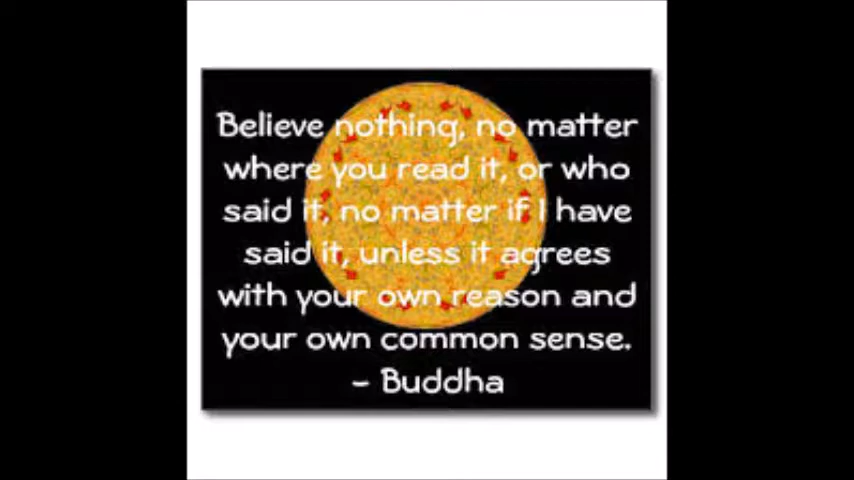 Believe nothing, no matter
where you read it, or who
said it, no matter if I have
said it, unless it agrees
with your own reason and
your own common sense.
- Buddha